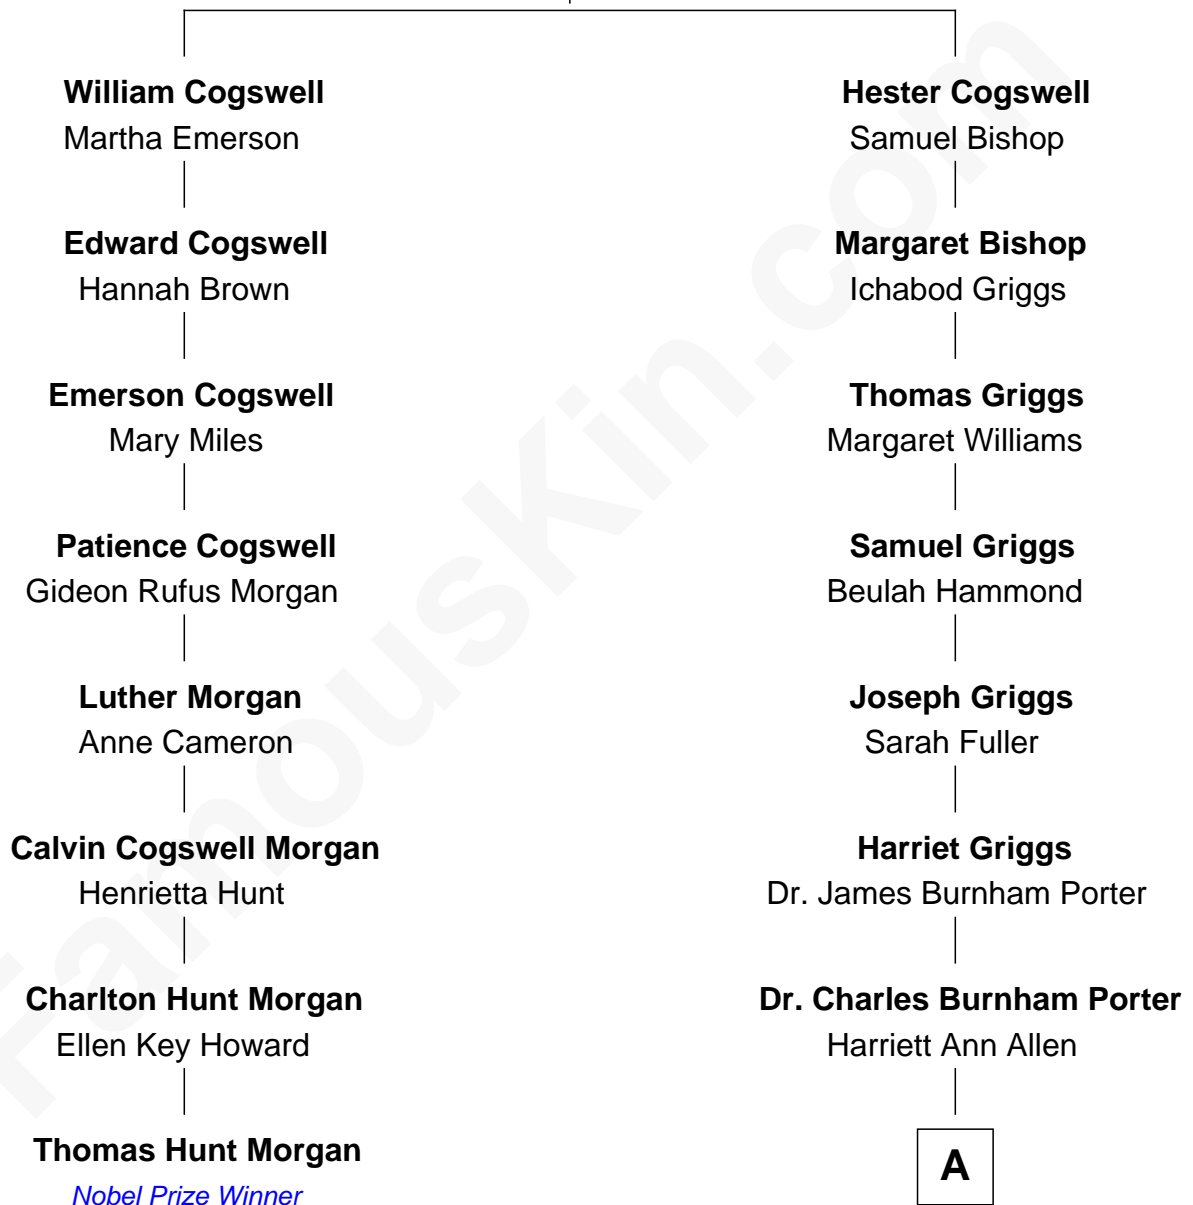 William Cogswell
Martha Emerson
Edward Cogswell
Hannah Brown
Emerson Cogswell
Mary Miles
Patience Cogswell
Gideon Rufus Morgan
Luther Morgan
Anne Cameron
Calvin Cogswell Morgan
Henrietta Hunt
Charlton Hunt Morgan
Ellen Key Howard
Thomas Hunt Morgan
Nobel Prize Winner
Hester Cogswell
Samuel Bishop
Margaret Bishop
Ichabod Griggs
Thomas Griggs
Margaret Williams
Samuel Griggs
Beulah Hammond
Joseph Griggs
Sarah Fuller
Harriet Griggs
Dr. James Burnham Porter
Dr. Charles Burnham Porter
Harriett Ann Allen
A
FamousKin.com